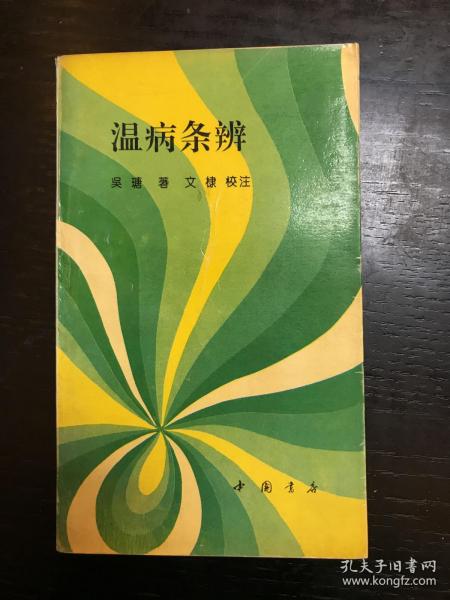 温病条辨
吴瑭 著 文棣 校注
中国书店
孔夫子旧书网
www.kongfz.com